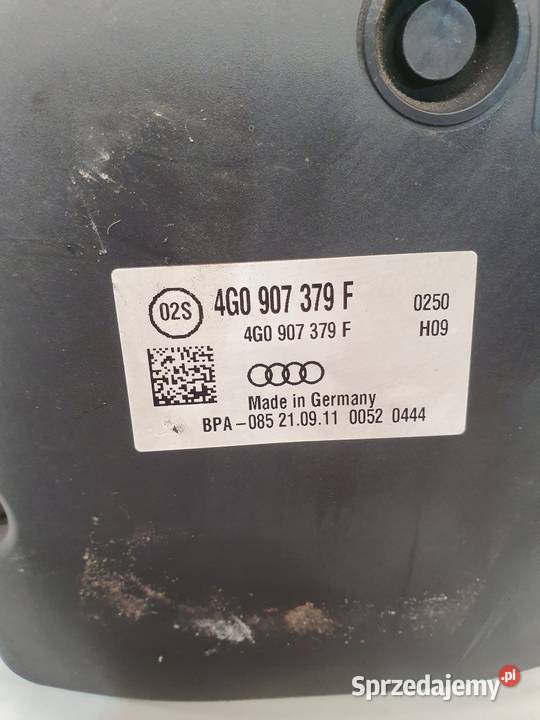 02S
4G0 907 379 F 0250
4G0 907 379 F H09
Made in Germany
BPA-085 21.09.11 0052 0444
Sprzedajemy.pl